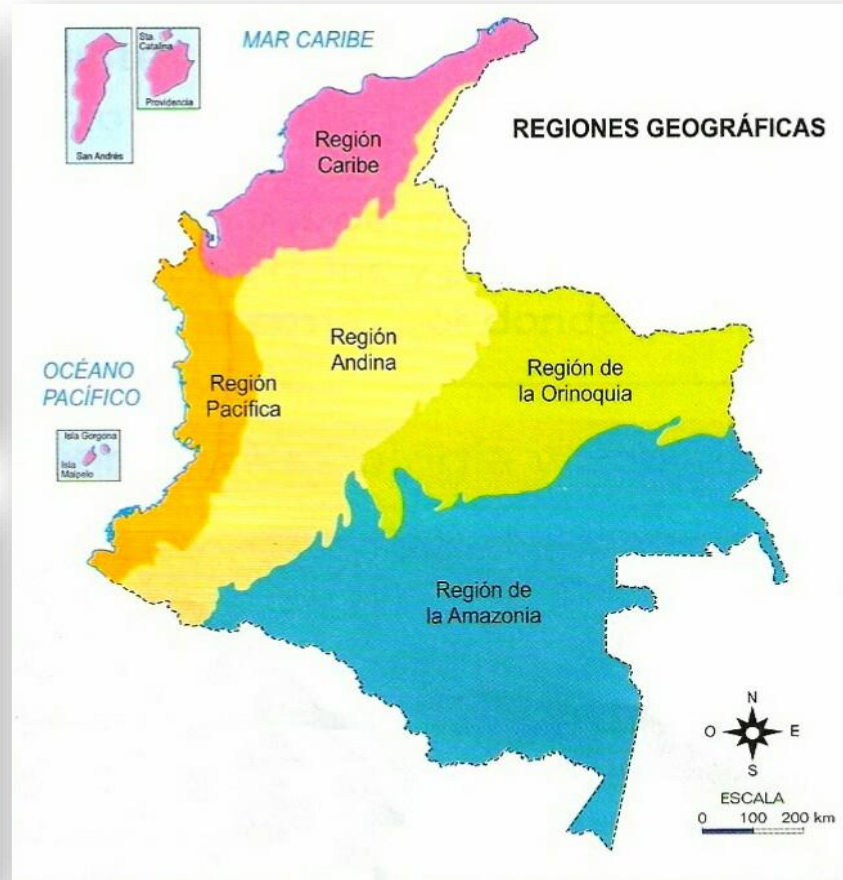 Sta.
Catalina
Providencia
San Andrés
MAR CARIBE
REGIONES GEOGRÁFICAS
Región
Caribe
Región
Andina
Región de
la Orinoquia
OCÉANO
PACÍFICO
Región
Pacifica
Isla Gorgona
Isla
Malpelo
Región de
la Amazonia
N
O
E
S
ESCALA
0 100 200 km